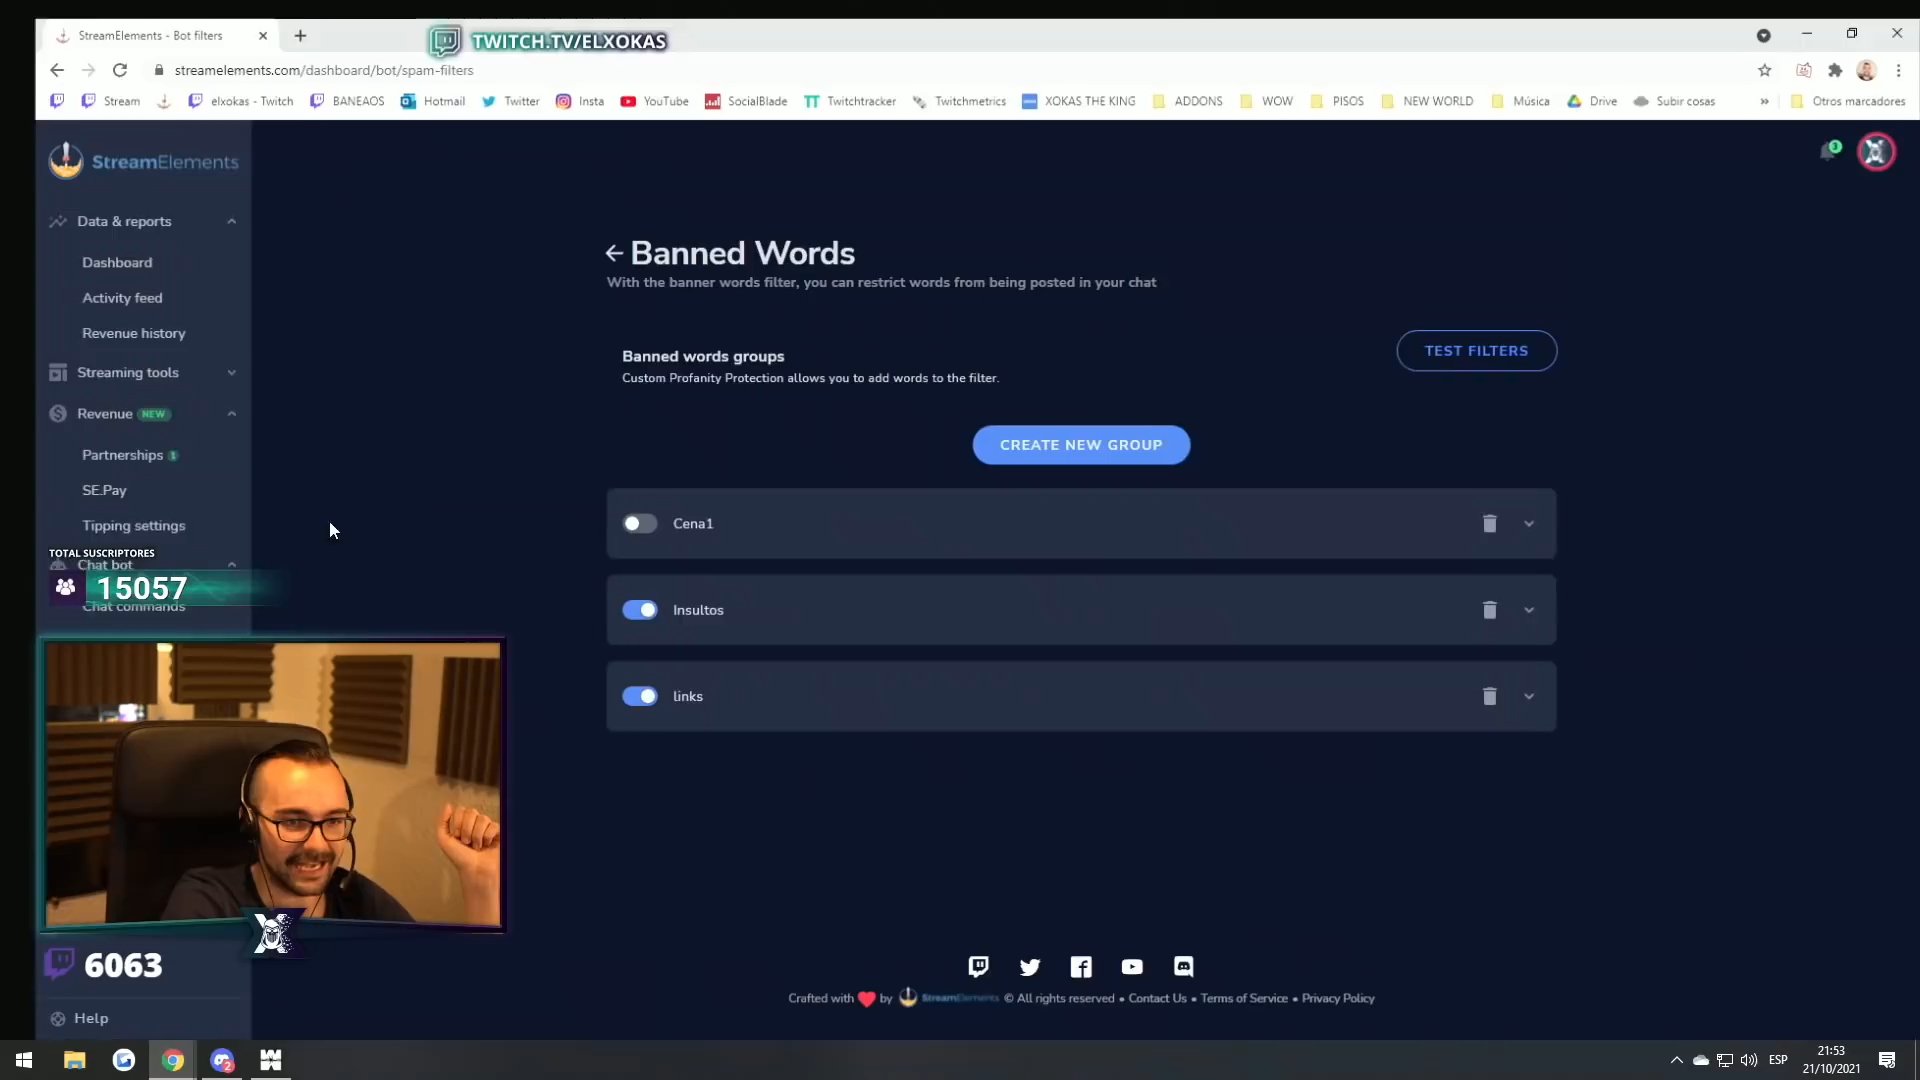 StreamElements - Bot filters
TWITCH.TV/ELXOKAS
streamelements.com/dashboard/bot/spam-filters
Stream
elxokas - Twitch
BANEAOS
Hotmail
Twitter
Insta
YouTube
SocialBlade
TT Twitchtracker
Twitchmetrics
XOKAS THE KING
ADDONS
WOW
PISOS
NEW WORLD
Música
Drive
Subir cosas
»
Otros marcadores
StreamElements
3
Data & reports
Dashboard
Activity feed
Revenue history
Streaming tools
Revenue NEW
Partnerships 1
SE.Pay
Tipping settings
TOTAL SUSCRIPTORES
Chat bot
15057
Chat commands
6063
Help
Banned Words
With the banner words filter, you can restrict words from being posted in your chat
Banned words groups
Custom Profanity Protection allows you to add words to the filter.
TEST FILTERS
CREATE NEW GROUP
Cena1
Insultos
links
Crafted with ❤ by StreamElements © All rights reserved • Contact Us • Terms of Service • Privacy Policy
2
ESP
21:53
21/10/2021